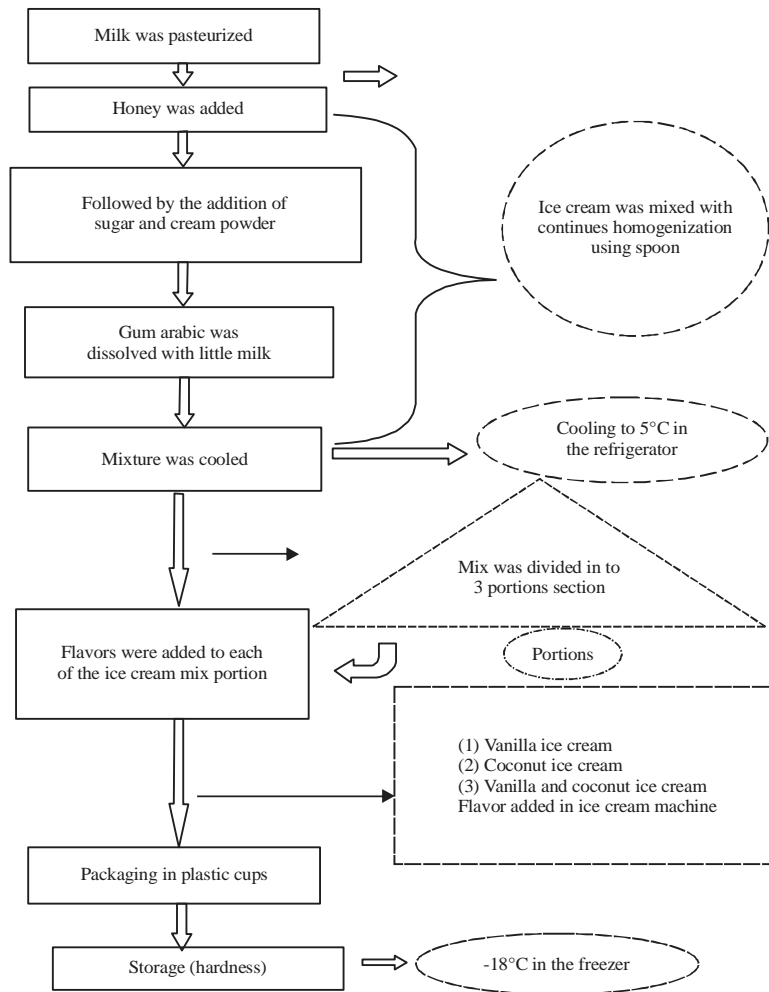 Milk was pasteurized
Honey was added
Followed by the addition of
sugar and cream powder
Ice cream was mixed with
continues homogenization
using spoon
Gum arabic was
dissolved with little milk
Mixture was cooled
Cooling to 5°C in
the refrigerator
Mix was divided in to
3 portions section
Flavors were added to each
of the ice cream mix portion
Portions
(1) Vanilla ice cream
(2) Coconut ice cream
(3) Vanilla and coconut ice cream
Flavor added in ice cream machine
Packaging in plastic cups
Storage (hardness)
-18°C in the freezer